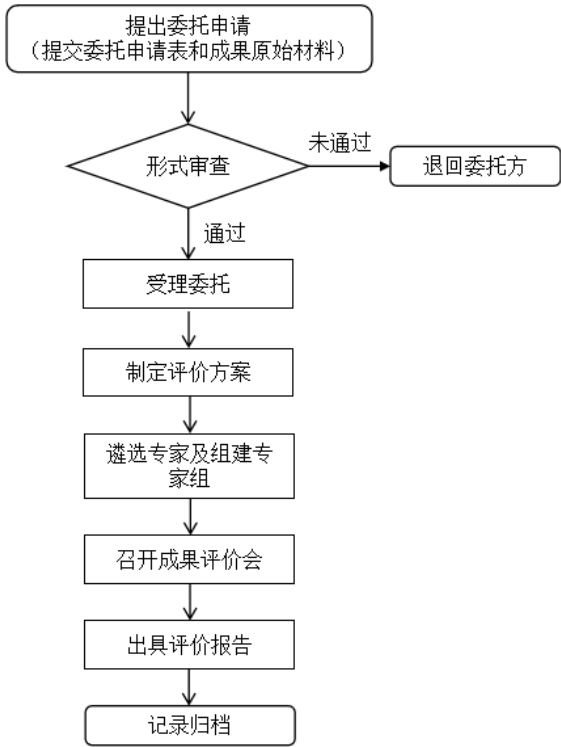 提出委托申请
（提交委托申请表和成果原始材料）
形式审查
未通过
退回委托方
通过
受理委托
制定评价方案
遴选专家及组建专
家组
召开成果评价会
出具评价报告
记录归档